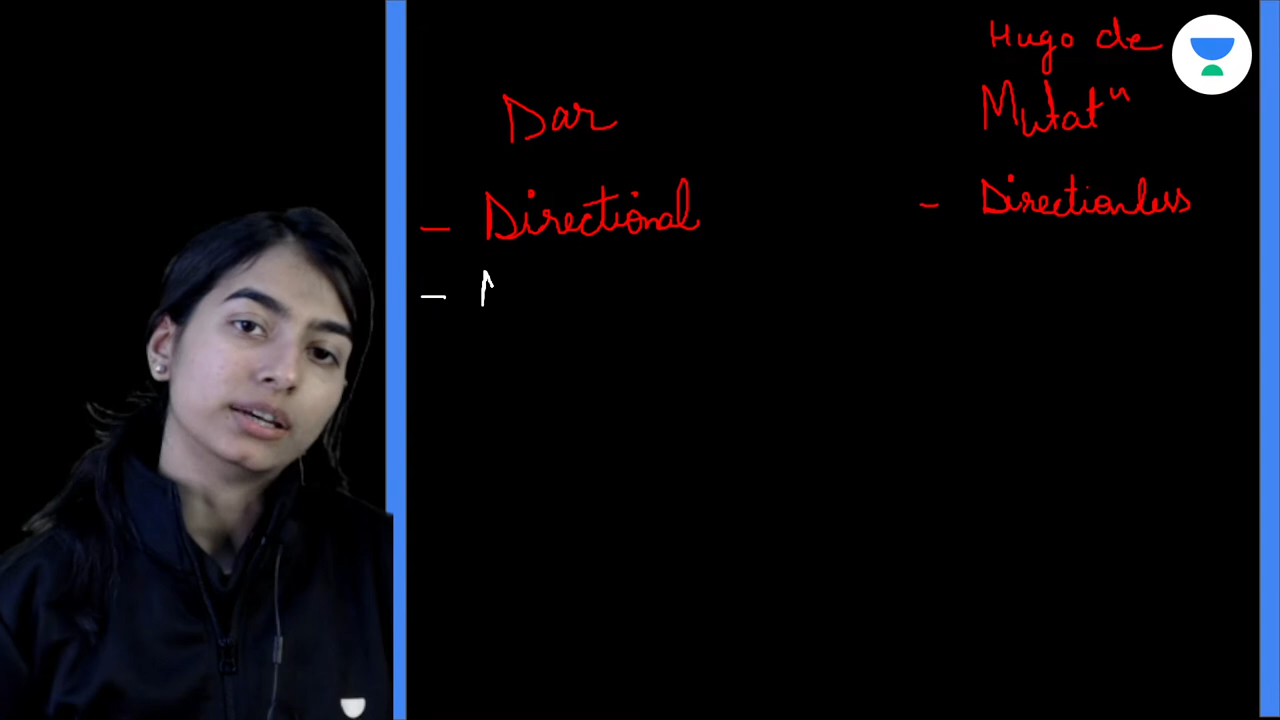 Hugo de
Mutatⁿ
Dar
- Directional
- Directionless
-